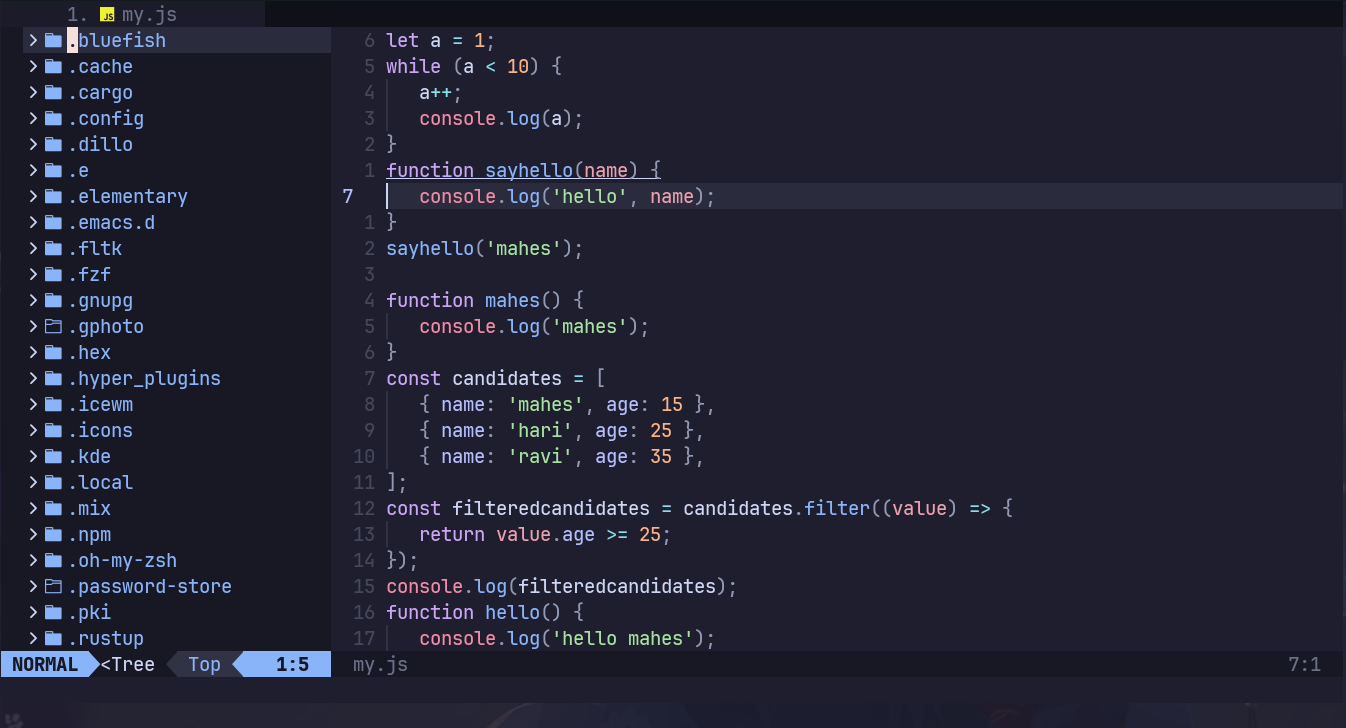 1. JS my.js
.bluefish
.cache
.cargo
.config
.dillo
.e
.elementary
.emacs.d
.fltk
.fzf
.gnupg
.gphoto
.hex
.hyper_plugins
.icewm
.icons
.kde
.local
.mix
.npm
.oh-my-zsh
.password-store
.pki
.rustup
6 let a = 1;
5 while (a < 10) {
4 a++;
3 console.log(a);
2 }
1 function sayhello(name) {
7 console.log('hello', name);
1 }
2 sayhello('mahes');
3
4 function mahes() {
5 console.log('mahes');
6 }
7 const candidates = [
8 { name: 'mahes', age: 15 },
9 { name: 'hari', age: 25 },
10 { name: 'ravi', age: 35 },
11 ];
12 const filteredcandidates = candidates.filter((value) => {
13 return value.age >= 25;
14 });
15 console.log(filteredcandidates);
16 function hello() {
17 console.log('hello mahes');
NORMAL <Tree Top 1:5
my.js 7:1